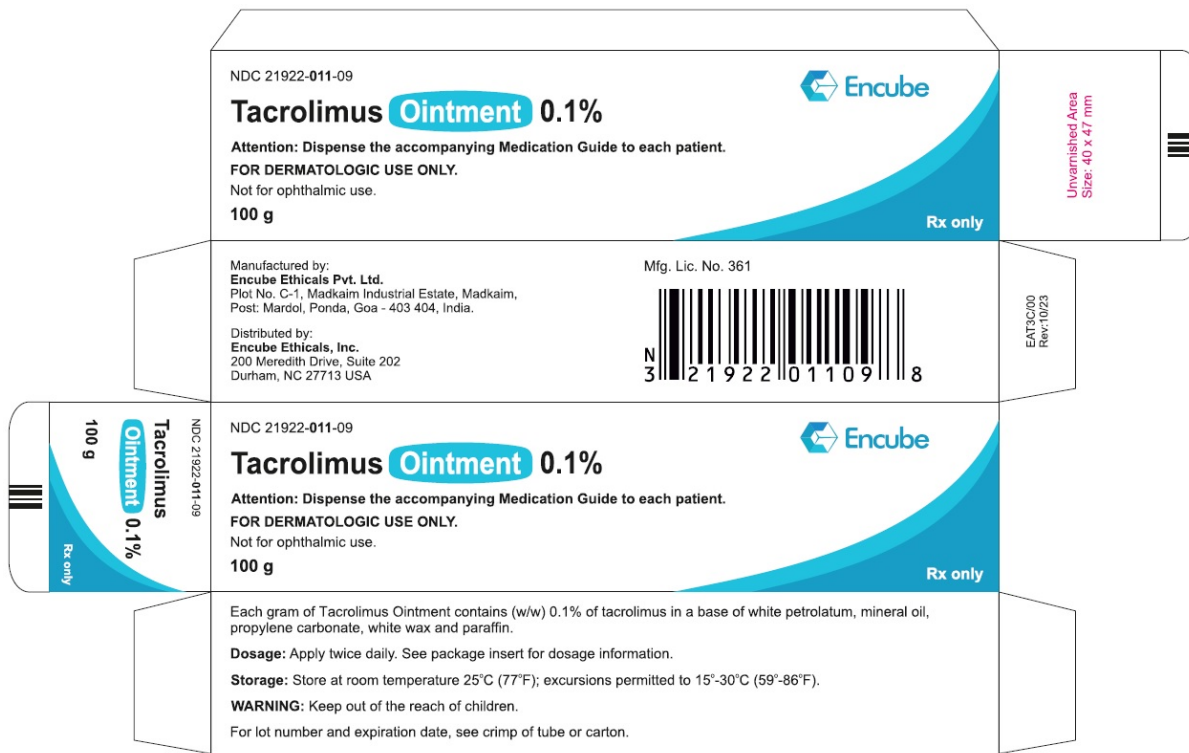 NDC 21922-011-09
Encube
Tacrolimus Ointment 0.1%
Attention: Dispense the accompanying Medication Guide to each patient.
FOR DERMATOLOGIC USE ONLY.
Not for ophthalmic use.
100 g
Rx only
Unvarnished Area
Size: 40 x 47 mm
Manufactured by:
Encube Ethicals Pvt. Ltd.
Plot No. C-1, Madkaim Industrial Estate, Madkaim,
Post: Mardol, Ponda, Goa - 403 404, India.
Distributed by:
Encube Ethicals, Inc.
200 Meredith Drive, Suite 202
Durham, NC 27713 USA
Mfg. Lic. No. 361
N
3 21922 01109 8
EAT3C/00
Rev:10/23
NDC 21922-011-09
Tacrolimus
Ointment 0.1%
100 g
Rx only
NDC 21922-011-09
Encube
Tacrolimus Ointment 0.1%
Attention: Dispense the accompanying Medication Guide to each patient.
FOR DERMATOLOGIC USE ONLY.
Not for ophthalmic use.
100 g
Rx only
Each gram of Tacrolimus Ointment contains (w/w) 0.1% of tacrolimus in a base of white petrolatum, mineral oil,
propylene carbonate, white wax and paraffin.
Dosage: Apply twice daily. See package insert for dosage information.
Storage: Store at room temperature 25°C (77°F); excursions permitted to 15°-30°C (59°-86°F).
WARNING: Keep out of the reach of children.
For lot number and expiration date, see crimp of tube or carton.